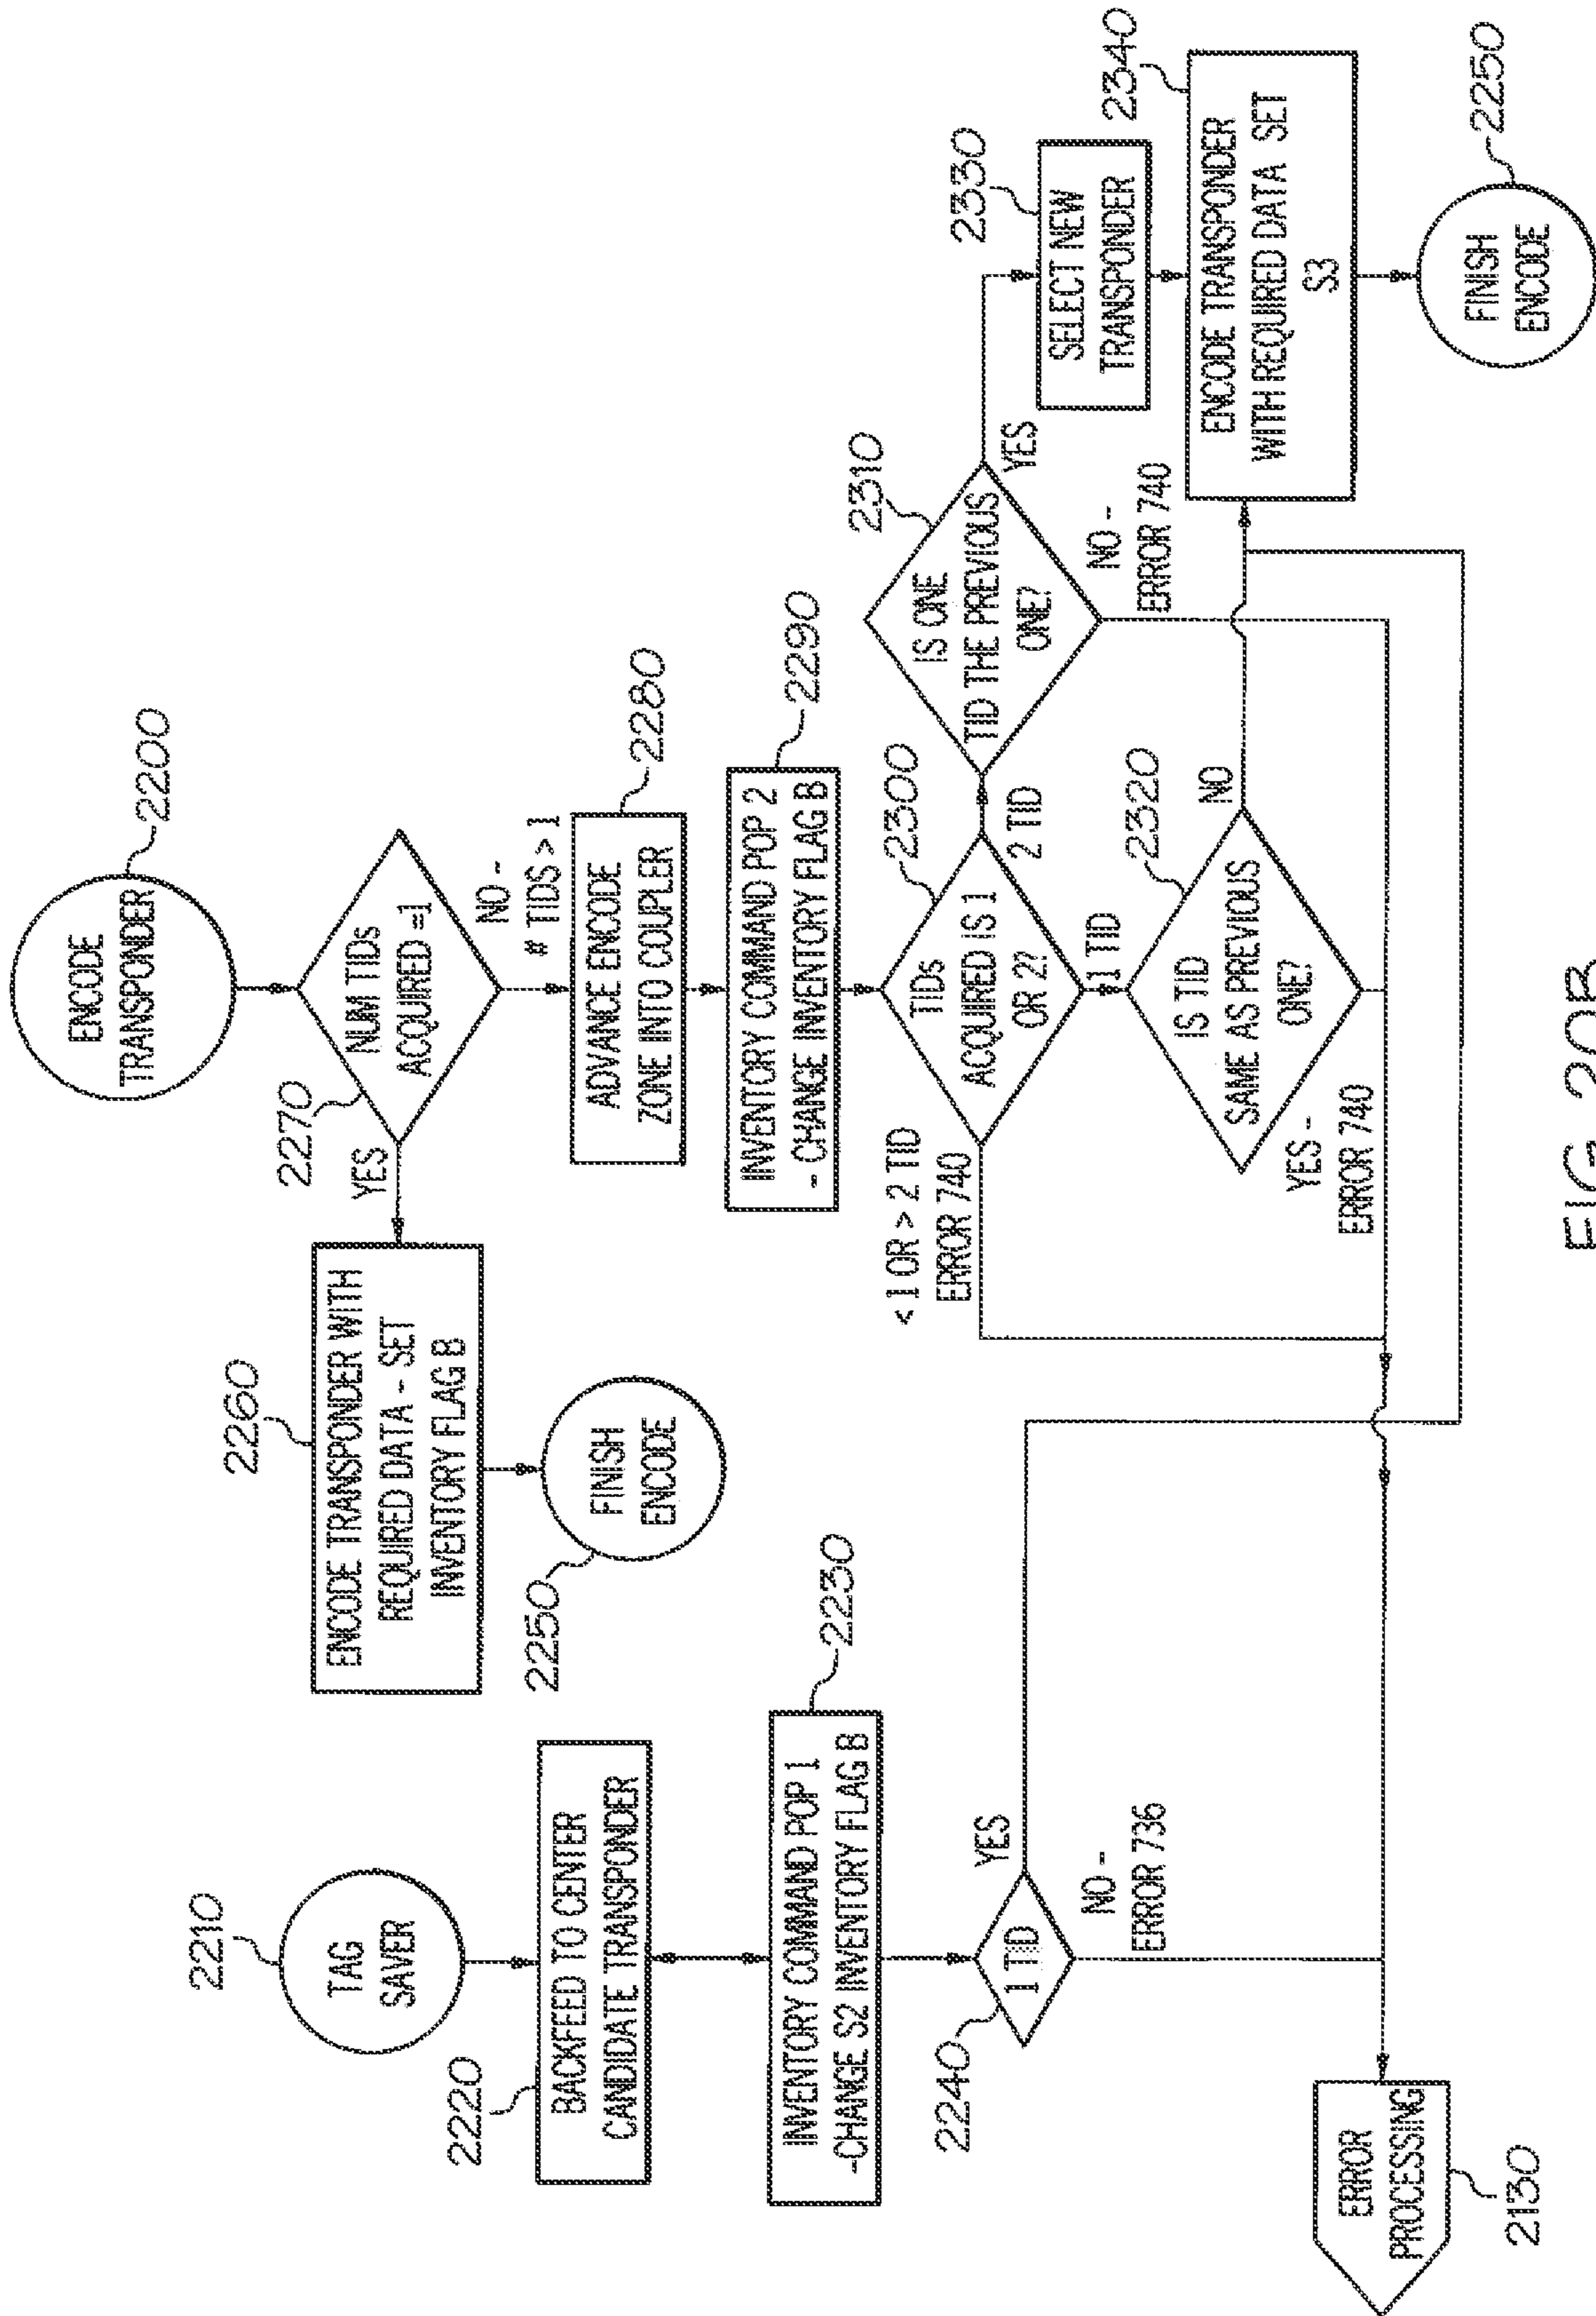 ENCODE
TRANSPONDER
2200
2270
NUM TIDs
ACQUIRED =1
YES
NO -
# TIDS > 1
2260
ENCODE TRANSPONDER WITH
REQUIRED DATA - SET
INVENTORY FLAG B
2250
FINISH
ENCODE
2280
ADVANCE ENCODE
ZONE INTO COUPLER
2290
INVENTORY COMMAND POP 2
- CHANGE INVENTORY FLAG B
2300
TIDs
ACQUIRED IS 1
OR 2?
< 1 OR > 2 TID
ERROR 740
2 TID
1 TID
2310
IS ONE
TID THE PREVIOUS
ONE?
YES
NO -
ERROR 740
2320
IS TID
SAME AS PREVIOUS
ONE?
NO
YES -
ERROR 740
2330
SELECT NEW
TRANSPONDER
2340
ENCODE TRANSPONDER
WITH REQUIRED DATA SET
S3
2250
FINISH
ENCODE
2210
TAG
SAVER
2220
BACKFEED TO CENTER
CANDIDATE TRANSPONDER
2230
INVENTORY COMMAND POP 1
-CHANGE S2 INVENTORY FLAG B
2240
1 TID
YES
NO -
ERROR 736
ERROR
PROCESSING
2130
FIG. 20B